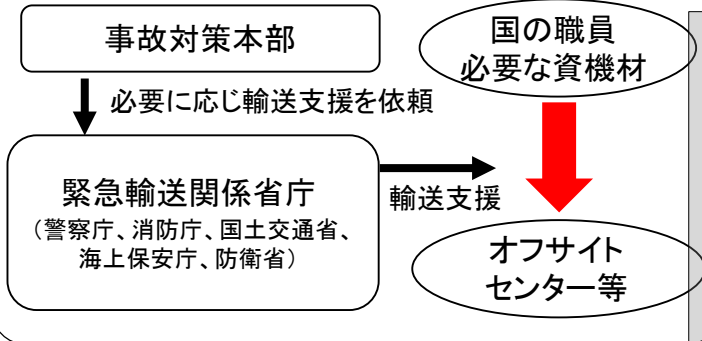 事故対策本部
必要に応じ輸送支援を依頼
緊急輸送関係省庁
（警察庁、消防庁、国土交通省、
海上保安庁、防衛省）
輸送支援
国の職員
必要な資機材
オフサイト
センター等